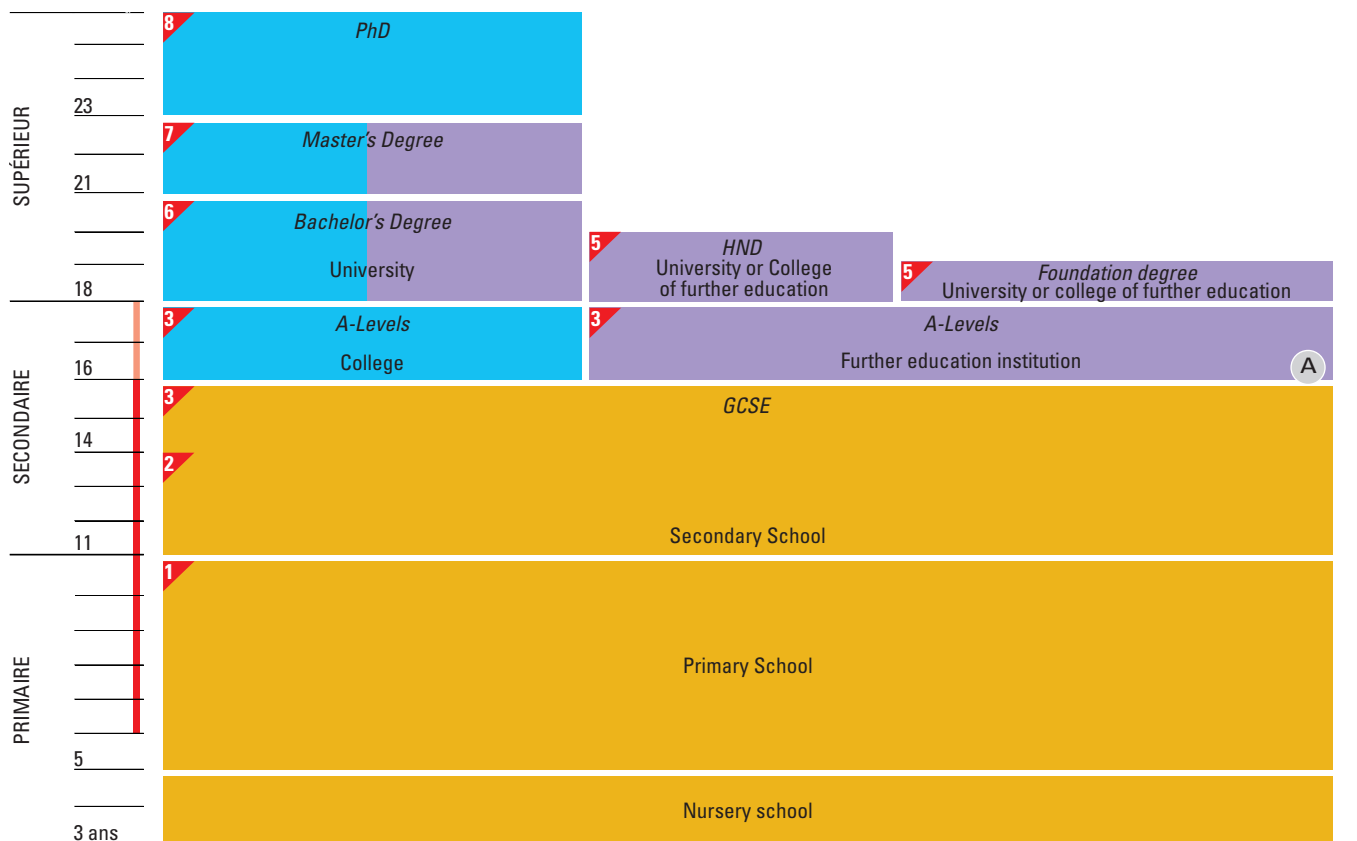 SUPÉRIEUR
23
21
18
8
PhD
7
Master's Degree
6
Bachelor's Degree
University
5
HND
University or College
of further education
5
Foundation degree
University or college of further education
SECONDAIRE
16
14
11
3
A-Levels
College
3
A-Levels
Further education institution
A
3
GCSE
2
Secondary School
PRIMAIRE
5
3 ans
1
Primary School
Nursery school